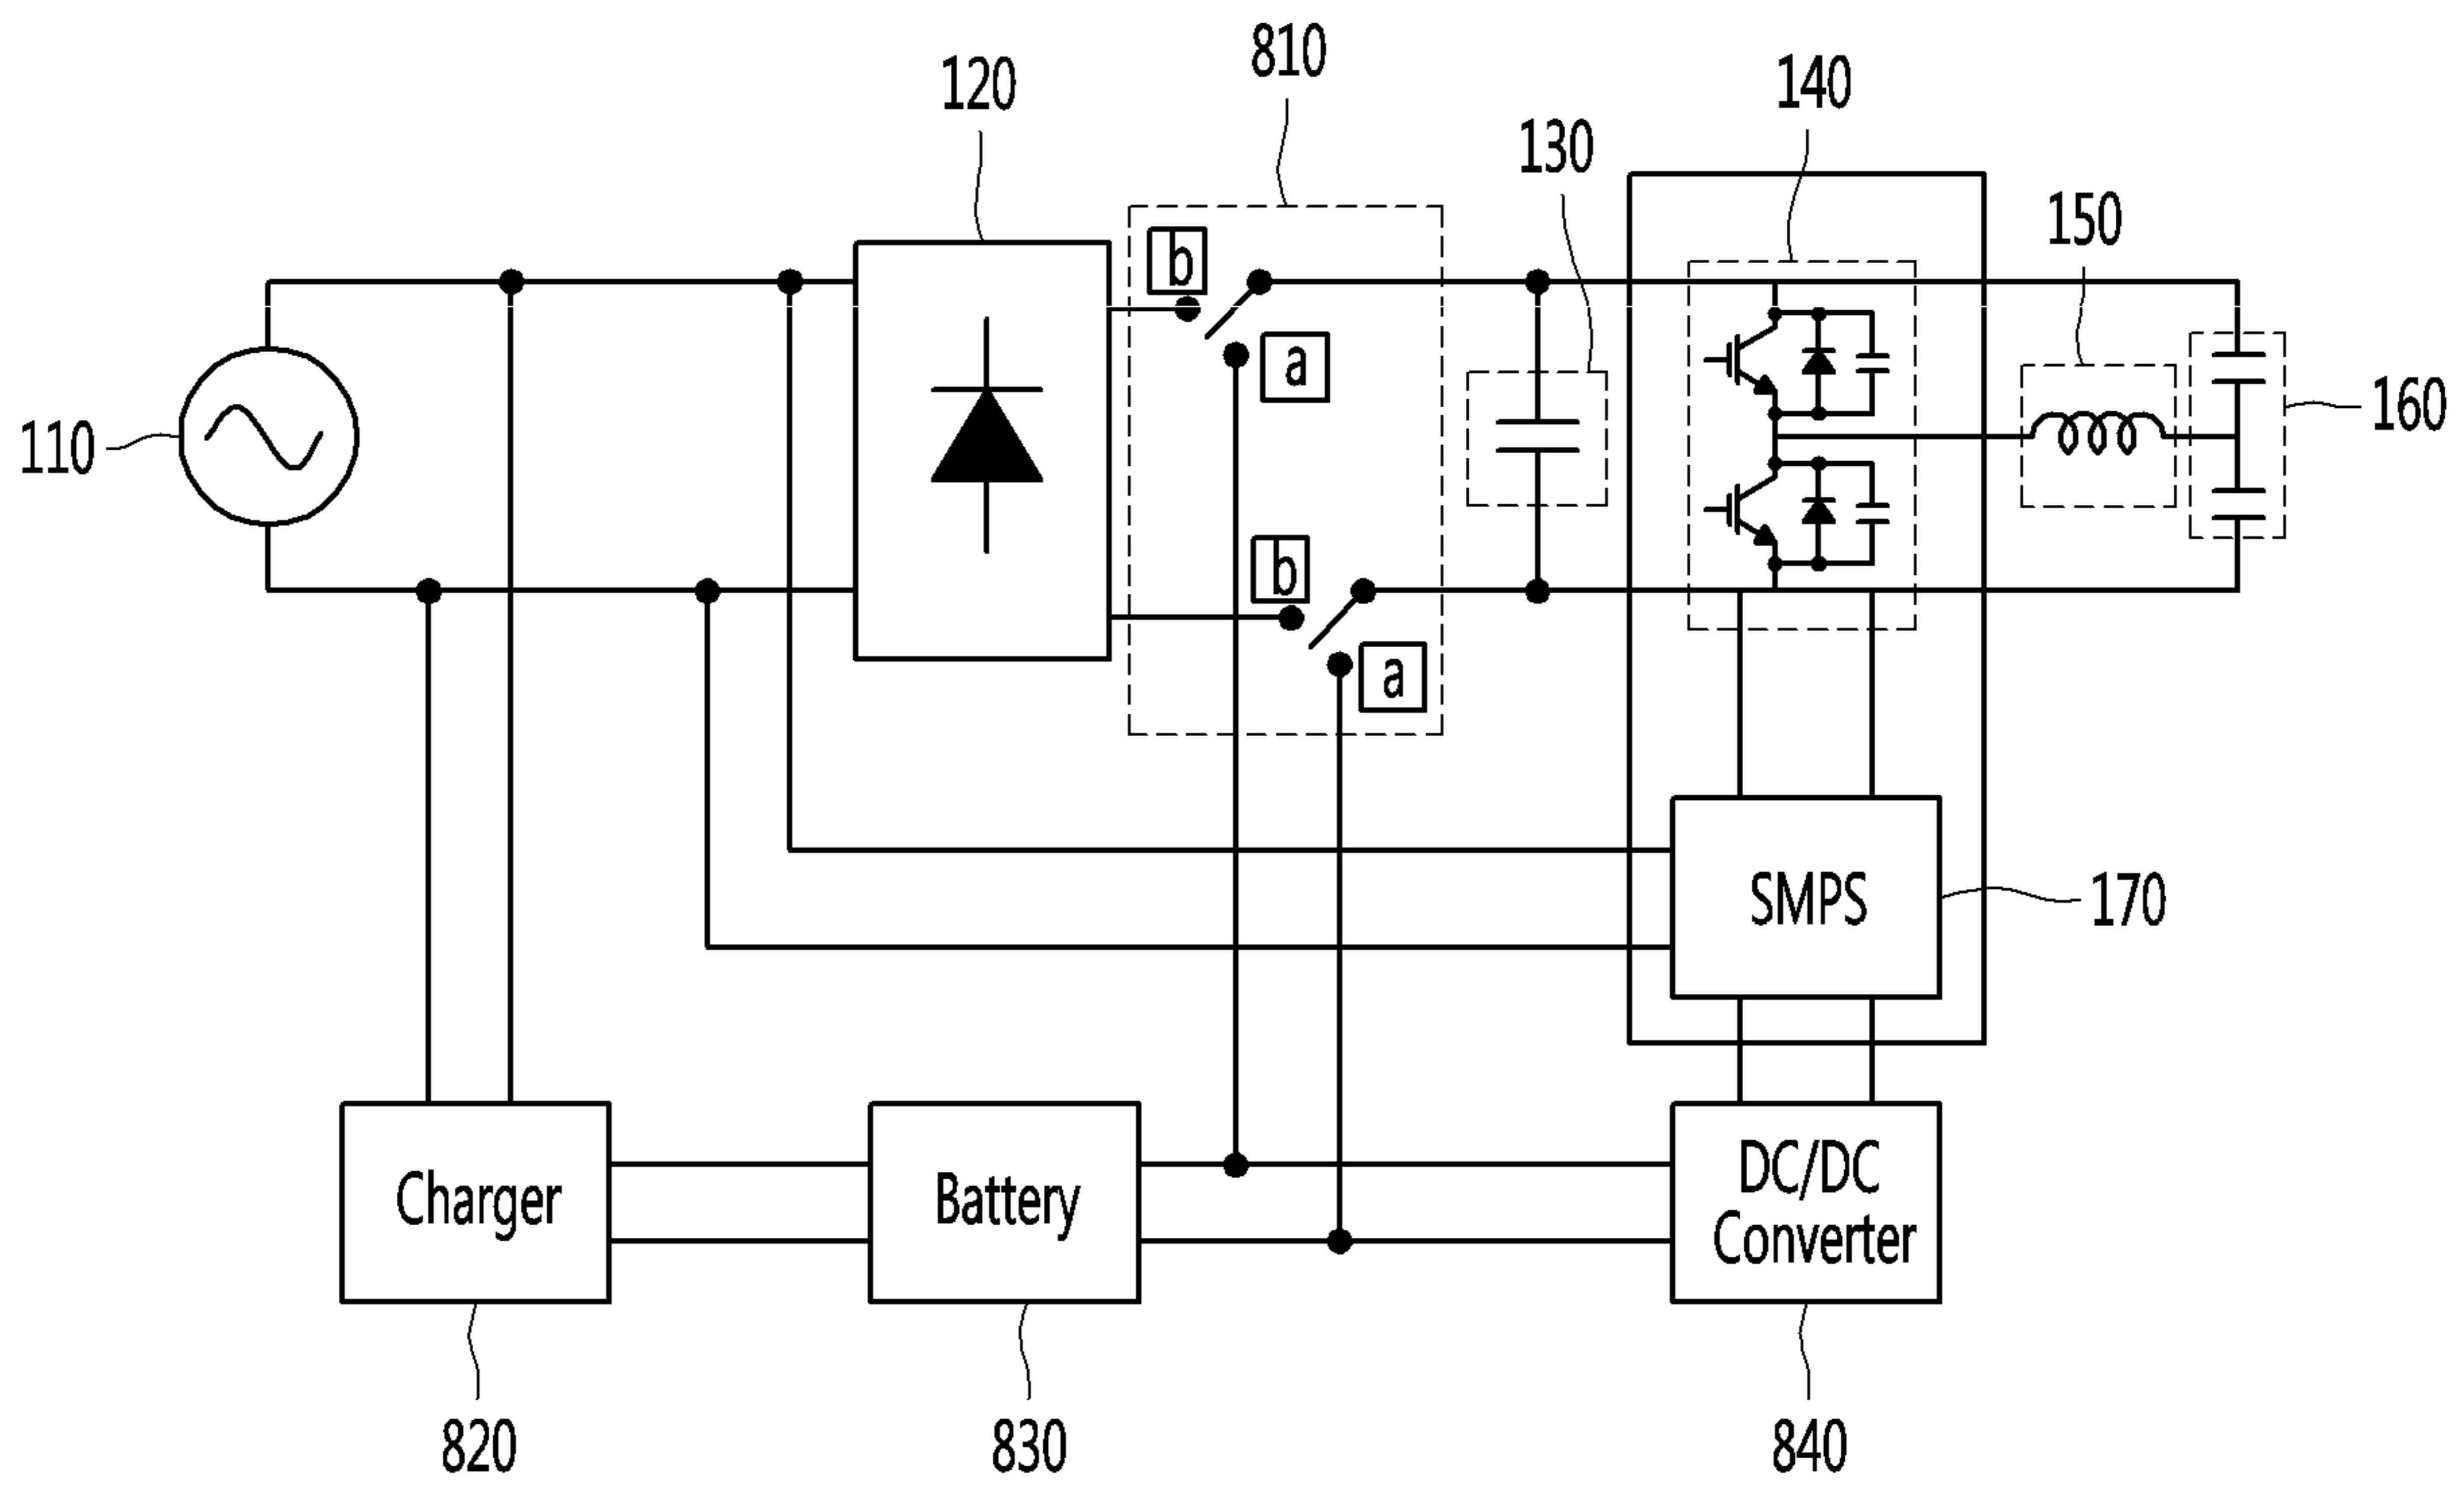 810
120
140
130
150
b
a
110
160
b
a
SMPS
170
Charger
Battery
DC/DC
Converter
820
830
840